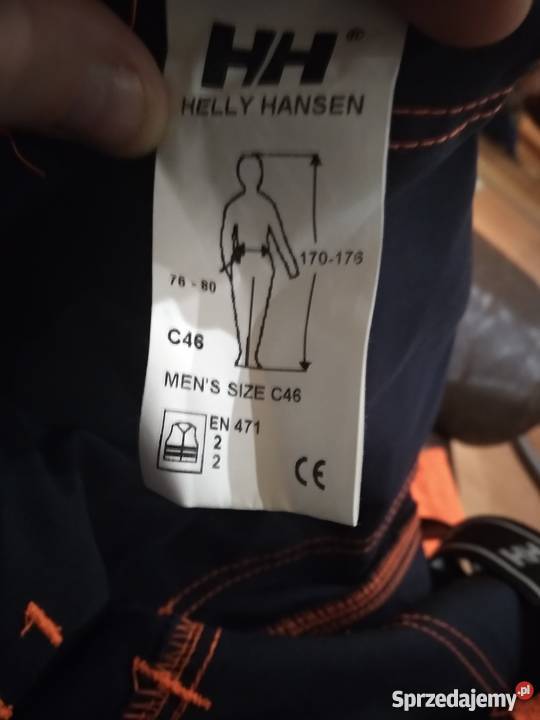 HH®
HELLY HANSEN
170-176
76 - 80
C46
MEN'S SIZE C46
EN 471
2
2
CE
HH
Sprzedajemy.pl